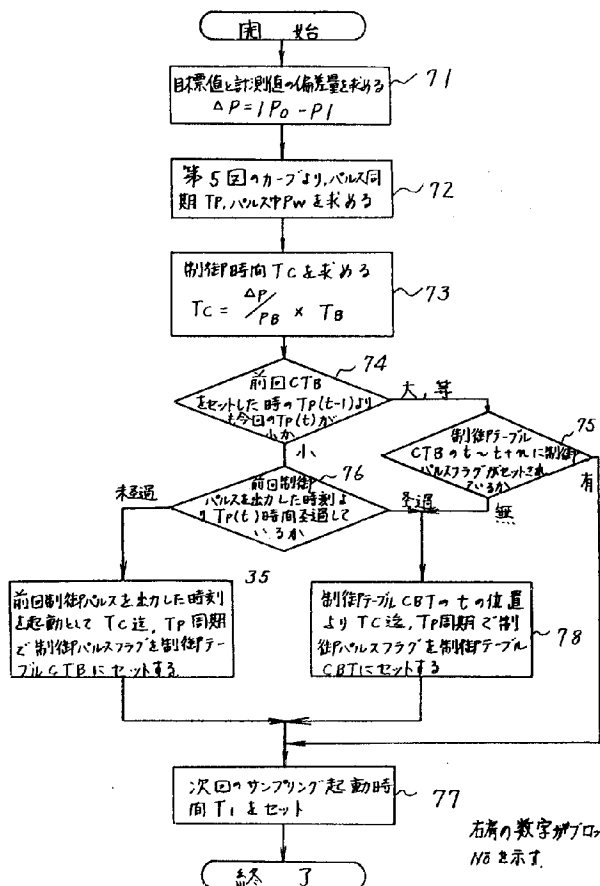 開 始
目標値と計測値の偏差量を求める
ΔP=|P0-P|
71
第5図のカーブより,パルス同
期TP,パルス巾PWを求める
72
制御時間TCを求める
TC = ΔP/PB × TB
73
74
前回CTB
をセットした時のTP(t-1)より
も今回のTP(t)が
小か
大,等
小
75
制御テーブル
CTBのt~t+nに制御
パルスフラグがセットされ
ているか
有
無
76
前回制御
パルスを出力した時刻よ
りTP(t)時間経過して
いるか
未経過
経過
35
前回制御パルスを出力した時刻
を起動として TC迄, TP周期
で制御パルスフラグを制御テー
ブルCTBにセットする
制御テーブルCBTのtの位置
よりTC迄,TP周期で制
御パルスフラグを制御テーブル
CBTにセットする
78
次回のサンプリング起動時
間T1をセット
77
右肩の数字がブロッ
NOを示す.
終 了